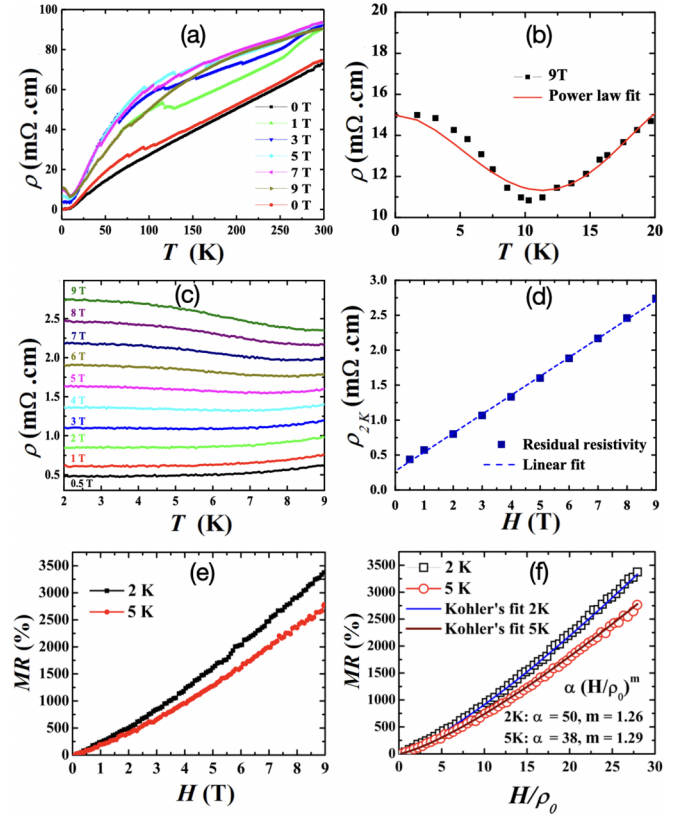 (a)
100
80
60
40
20
0
ρ (mΩ .cm)
0 T
1 T
3 T
5 T
7 T
9 T
0 T
0 50 100 150 200 250 300
T (K)
(b)
20
18
16
14
12
10
ρ (mΩ .cm)
9T
Power law fit
0 5 10 15 20
T (K)
(c)
2.5
2.0
1.5
1.0
0.5
ρ (mΩ .cm)
9 T
8 T
7 T
6 T
5 T
4 T
3 T
2 T
1 T
0.5 T
2 3 4 5 6 7 8 9
T (K)
(d)
3.0
2.5
2.0
1.5
1.0
0.5
0.0
ρ2 K (mΩ .cm)
Residual resistivity
Linear fit
0 1 2 3 4 5 6 7 8 9
H (T)
(e)
3500
3000
2500
2000
1500
1000
500
0
MR (%)
2 K
5 K
0 1 2 3 4 5 6 7 8 9
H (T)
(f)
3500
3000
2500
2000
1500
1000
500
0
MR (%)
2 K
5 K
Kohler's fit 2K
Kohler's fit 5K
α (H/ρ0)^m
2K: α = 50, m = 1.26
5K: α = 38, m = 1.29
0 5 10 15 20 25 30
H/ρ0